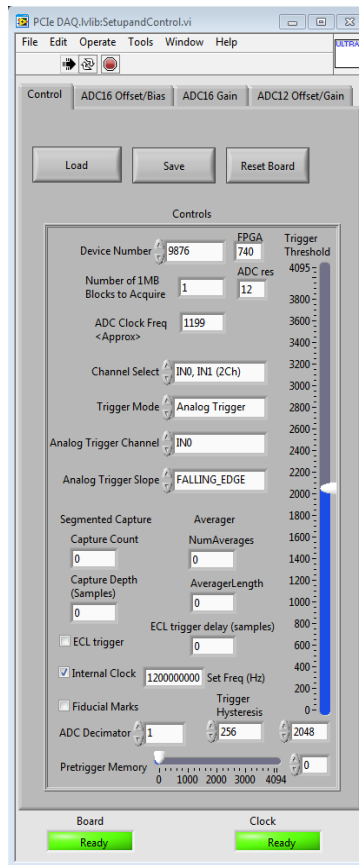 PCIe DAQ.lvlib:SetupandControl.vi
File Edit Operate Tools Window Help
ULTRA
Control ADC16 Offset/Bias ADC16 Gain ADC12 Offset/Gain
Load Save Reset Board
Controls
Device Number 9876
FPGA
740
Trigger
Threshold
Number of 1MB
Blocks to Acquire 1
ADC res
12
ADC Clock Freq
<Approx> 1199
Channel Select IN0, IN1 (2Ch)
Trigger Mode Analog Trigger
Analog Trigger Channel IN0
Analog Trigger Slope FALLING_EDGE
4095
3800
3600
3400
3200
3000
2800
2600
2400
2200
2000
1800
1600
1400
1200
1000
800
600
400
200
0
Segmented Capture
Capture Count
0
Capture Depth
(Samples)
0
Averager
NumAverages
0
AveragerLength
0
ECL trigger delay (samples)
0
ECL trigger
Internal Clock 1200000000 Set Freq (Hz)
Fiducial Marks
Trigger
Hysteresis
ADC Decimator 1 256 2048
Pretrigger Memory 0 1000 2000 3000 4094 0
Board Clock
Ready Ready